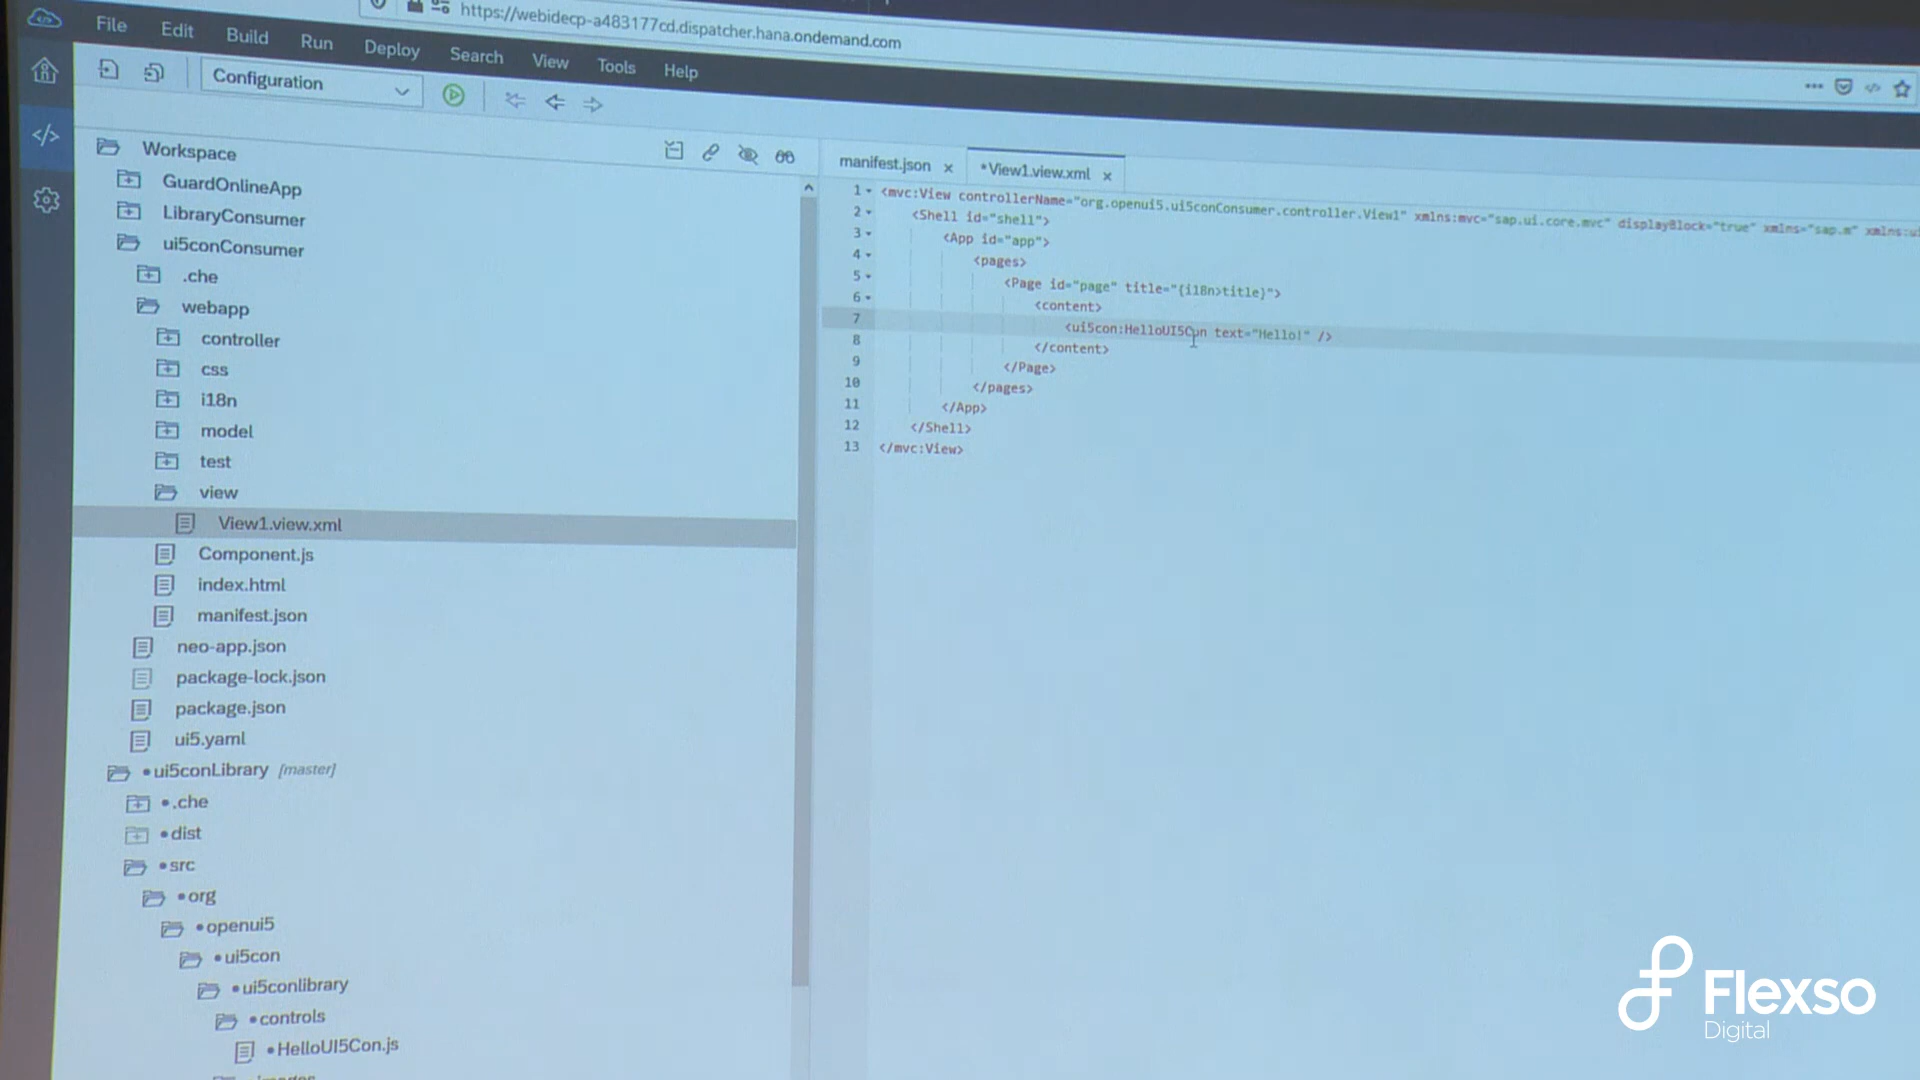 https://webidecp-a483177cd.dispatcher.hana.ondemand.com
File Edit Build Run Deploy Search View Tools Help
Configuration
Workspace
GuardOnlineApp
LibraryConsumer
ui5conConsumer
.che
webapp
controller
css
i18n
model
test
view
View1.view.xml
Component.js
index.html
manifest.json
neo-app.json
package-lock.json
package.json
ui5.yaml
ui5conLibrary [master]
.che
dist
src
org
openui5
ui5con
ui5conlibrary
controls
HelloUI5Con.js
manifest.json × *View1.view.xml ×
1 <mvc:View controllerName="org.openui5.ui5conConsumer.controller.View1" xmlns:mvc="sap.ui.core.mvc" displayBlock="true" xmlns="sap.m" xmlns:u
2 <Shell id="shell">
3 <App id="app">
4 <pages>
5 <Page id="page" title="{i18n>title}">
6 <content>
7 <ui5con:HelloUI5Con text="Hello!" />
8 </content>
9 </Page>
10 </pages>
11 </App>
12 </Shell>
13 </mvc:View>
Flexso
Digital